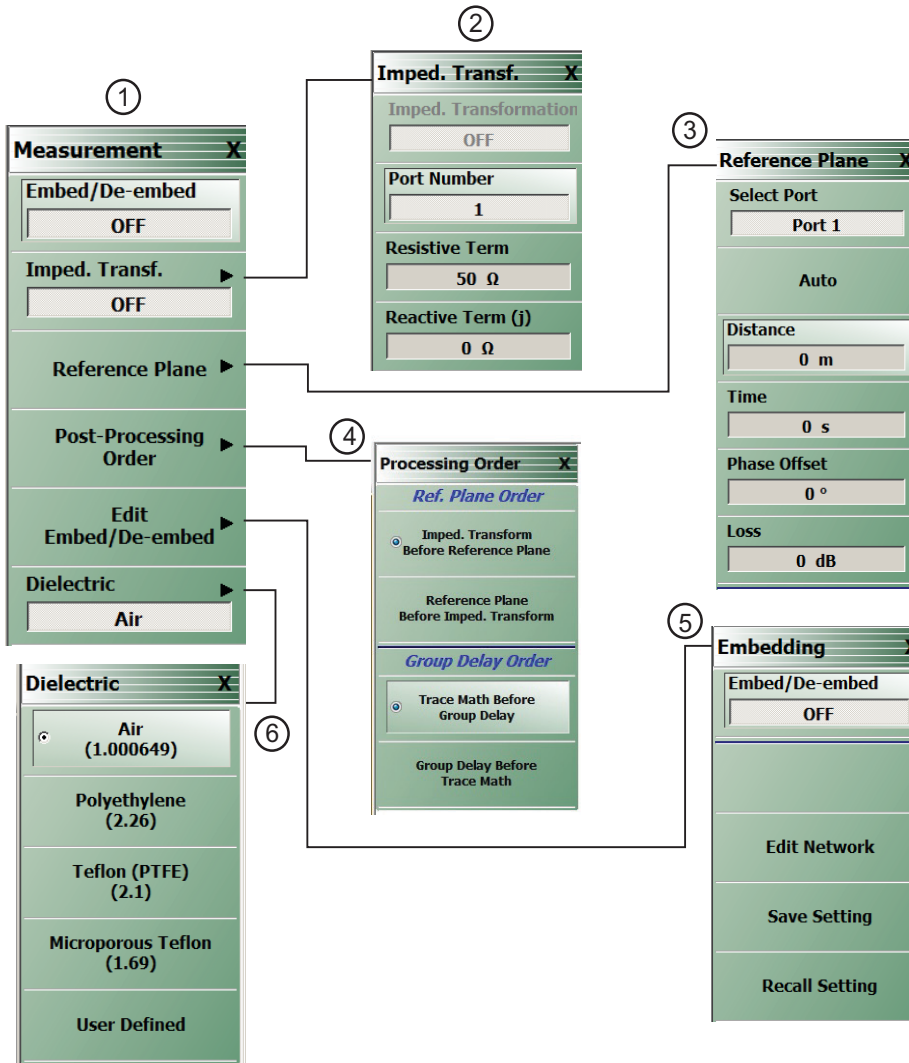 1
Measurement X
Embed/De-embed
OFF
Imped. Transf.
OFF
Reference Plane
Post-Processing
Order
Edit
Embed/De-embed
Dielectric
Air
2
Imped. Transf. X
Imped. Transformation
OFF
Port Number
1
Resistive Term
50 Ω
Reactive Term (j)
0 Ω
3
Reference Plane X
Select Port
Port 1
Auto
Distance
0 m
Time
0 s
Phase Offset
0 °
Loss
0 dB
4
Processing Order X
Ref. Plane Order
Imped. Transform
Before Reference Plane
Reference Plane
Before Imped. Transform
Group Delay Order
Trace Math Before
Group Delay
Group Delay Before
Trace Math
5
Embedding X
Embed/De-embed
OFF
Edit Network
Save Setting
Recall Setting
6
Dielectric X
Air
(1.000649)
Polyethylene
(2.26)
Teflon (PTFE)
(2.1)
Microporous Teflon
(1.69)
User Defined